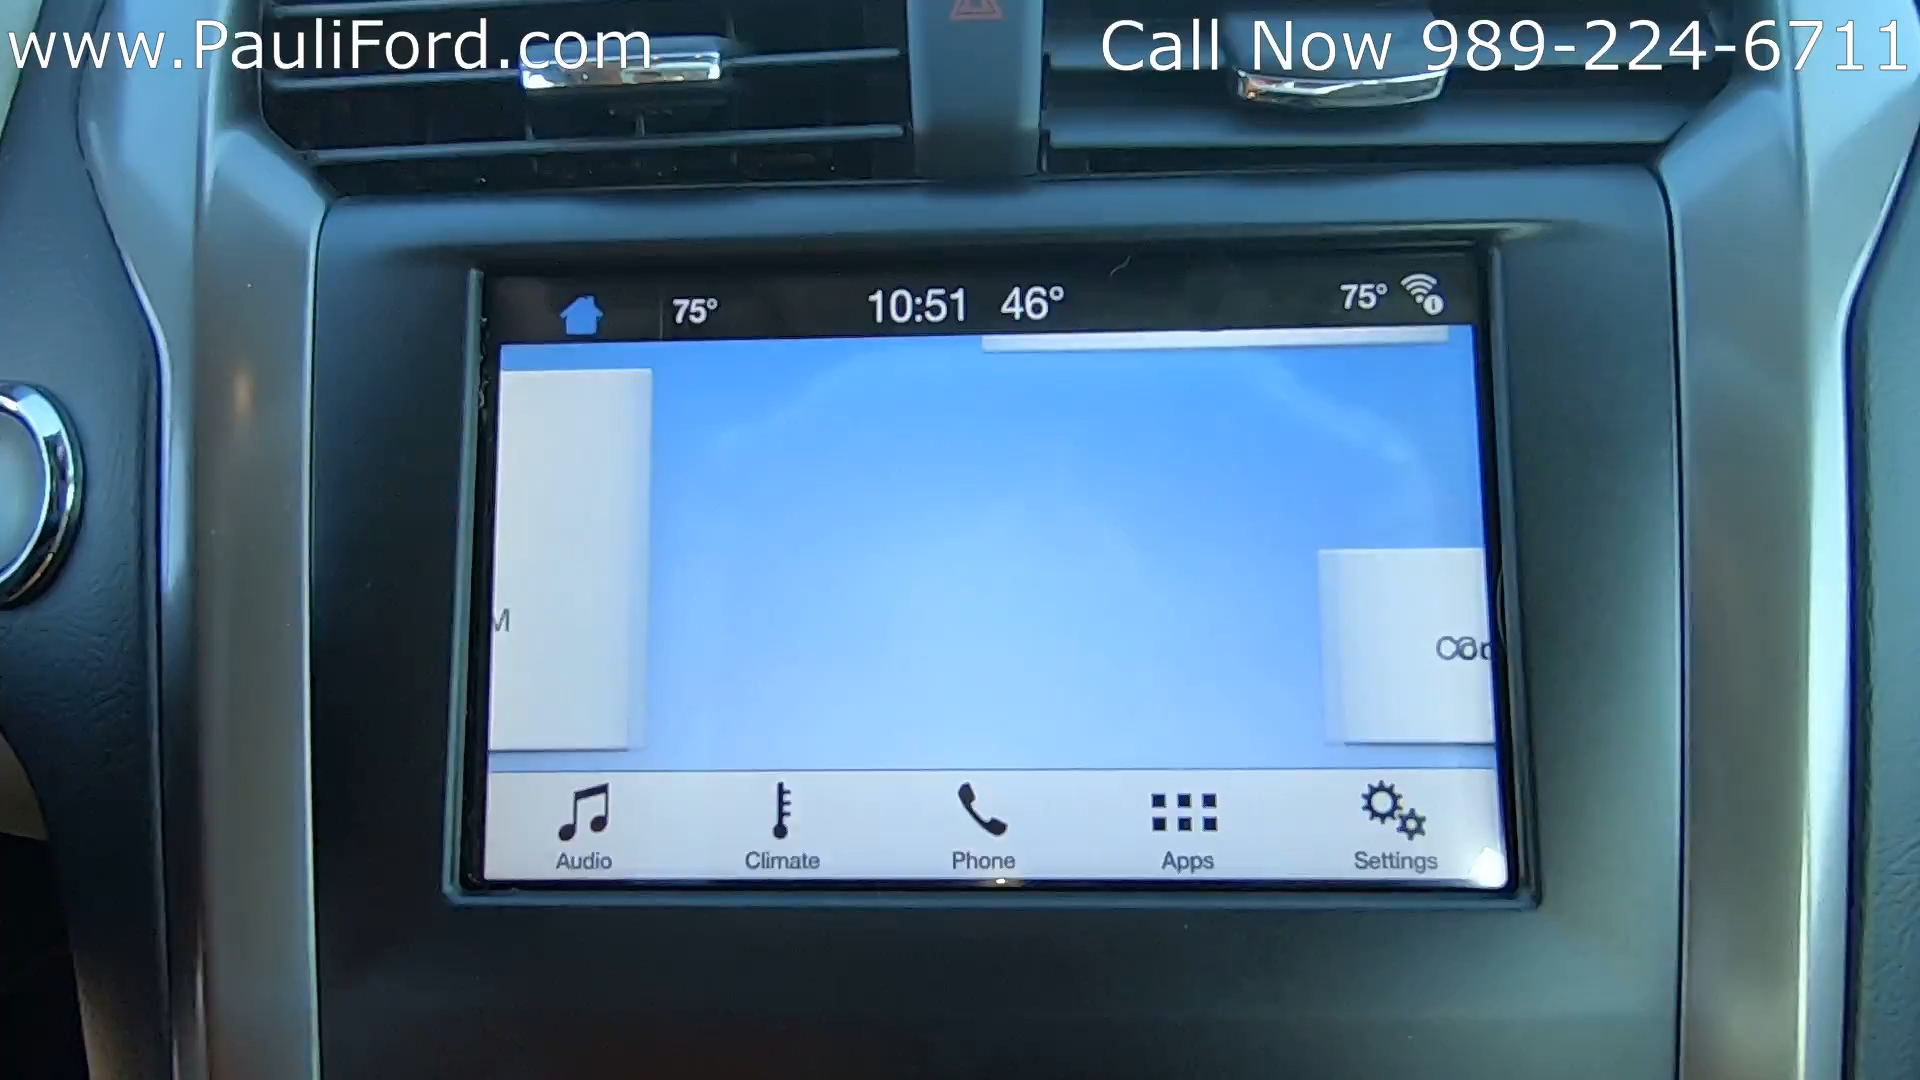 www.PauliFord.com
Call Now 989-224-6711
75° 10:51 46° 75°
M
Audio Climate Phone Apps Settings